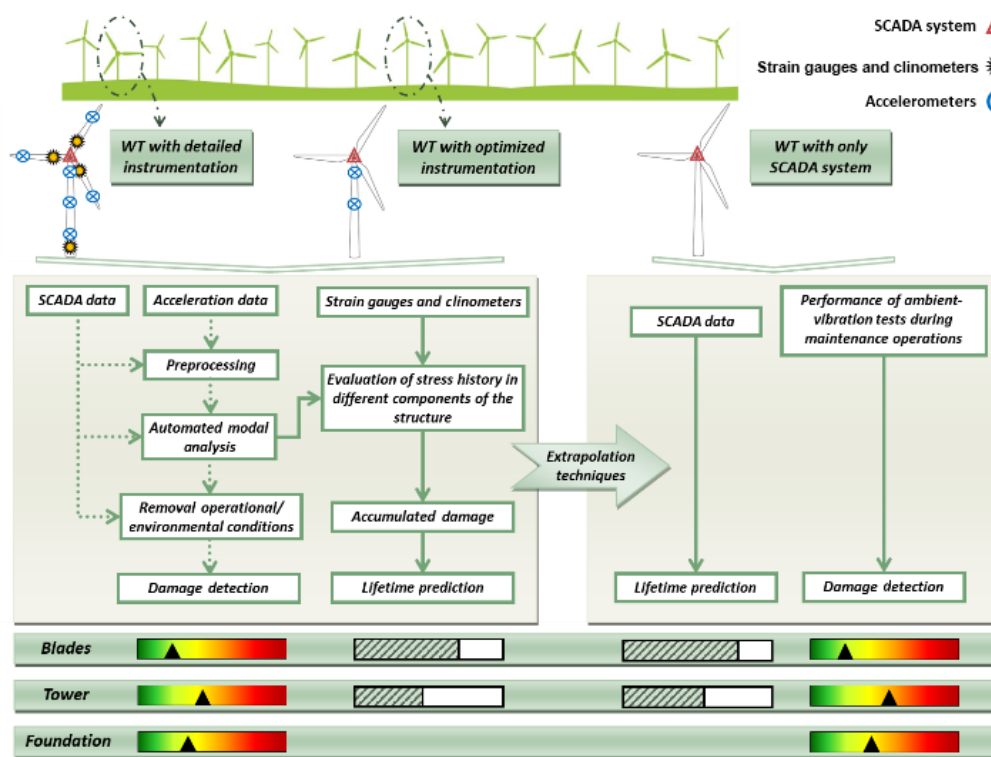 SCADA system
Strain gauges and clinometers
Accelerometers
WT with detailed
instrumentation
WT with optimized
instrumentation
WT with only
SCADA system
SCADA data
Acceleration data
Strain gauges and clinometers
Preprocessing
Evaluation of stress history in
different components of the
structure
Automated modal
analysis
Removal operational/
environmental conditions
Accumulated damage
Damage detection
Lifetime prediction
Extrapolation
techniques
SCADA data
Performance of ambient-
vibration tests during
maintenance operations
Lifetime prediction
Damage detection
Blades
Tower
Foundation